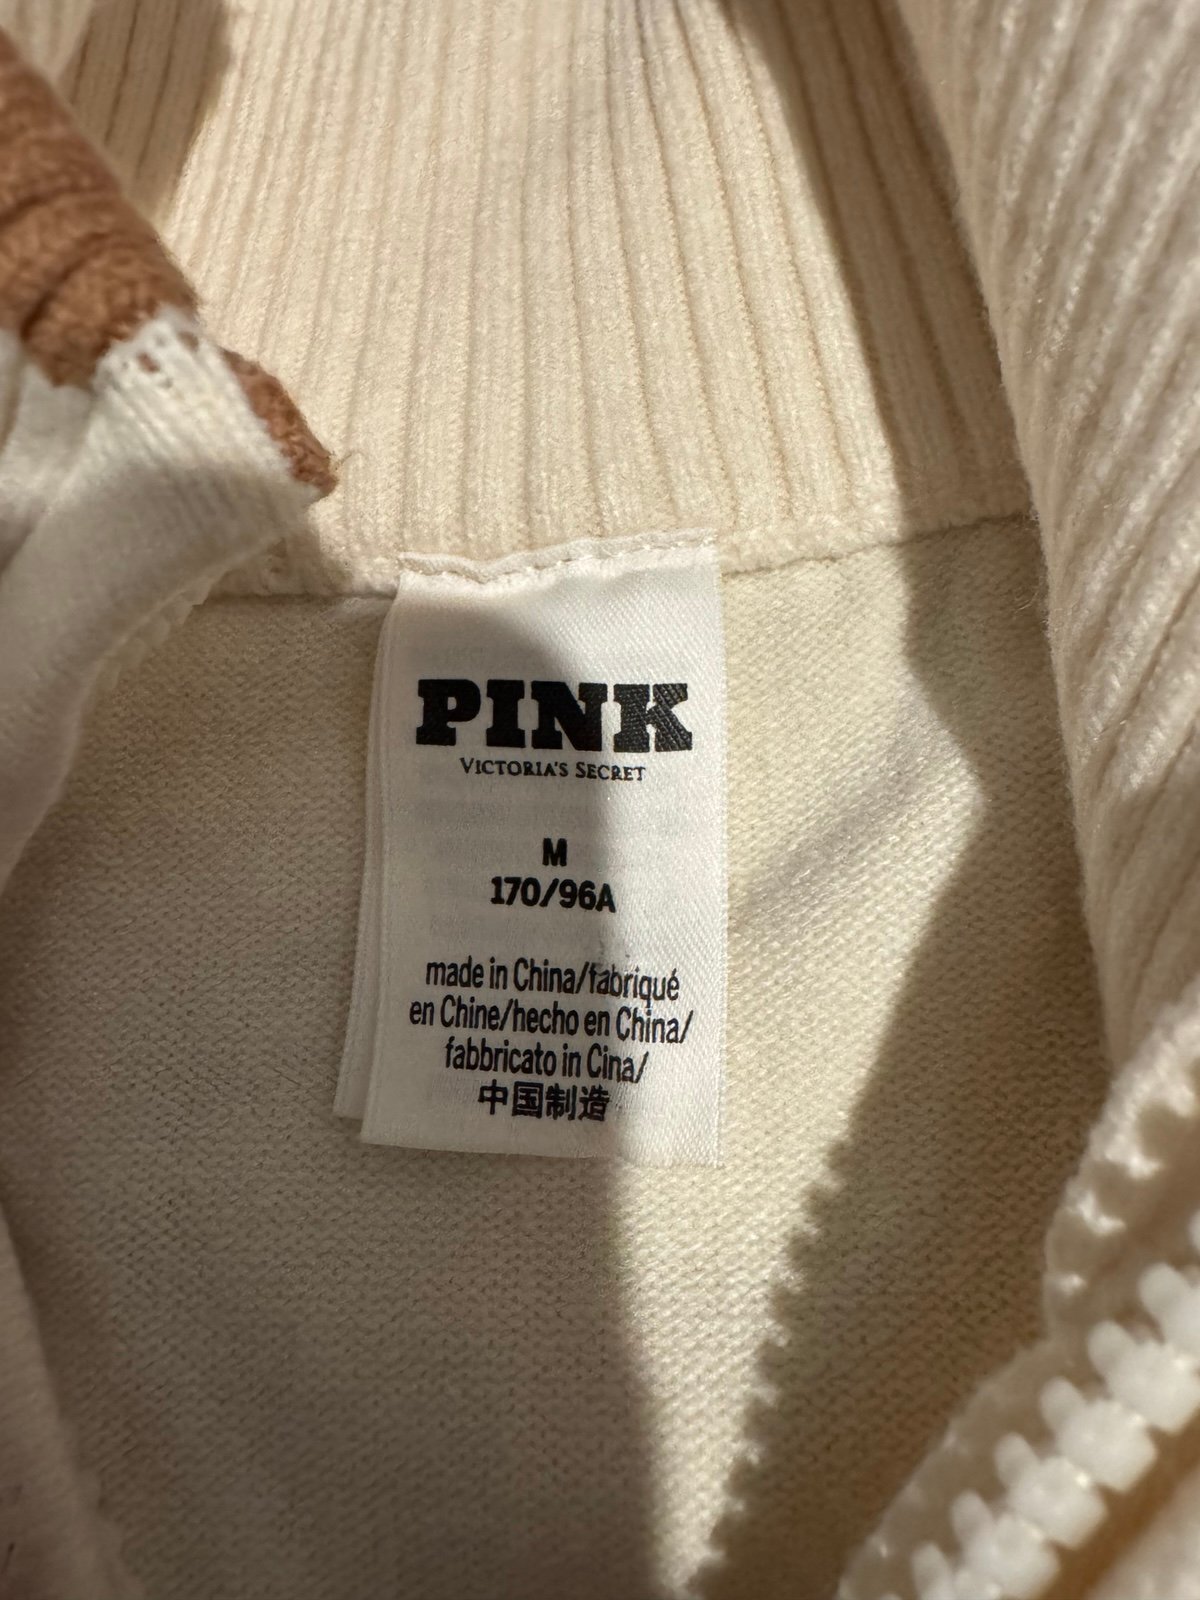 PINK
VICTORIA'S SECRET
M
170/96A
made in China/fabriqué
en Chine/hecho en China/
fabbricato in Cina/
中国制造